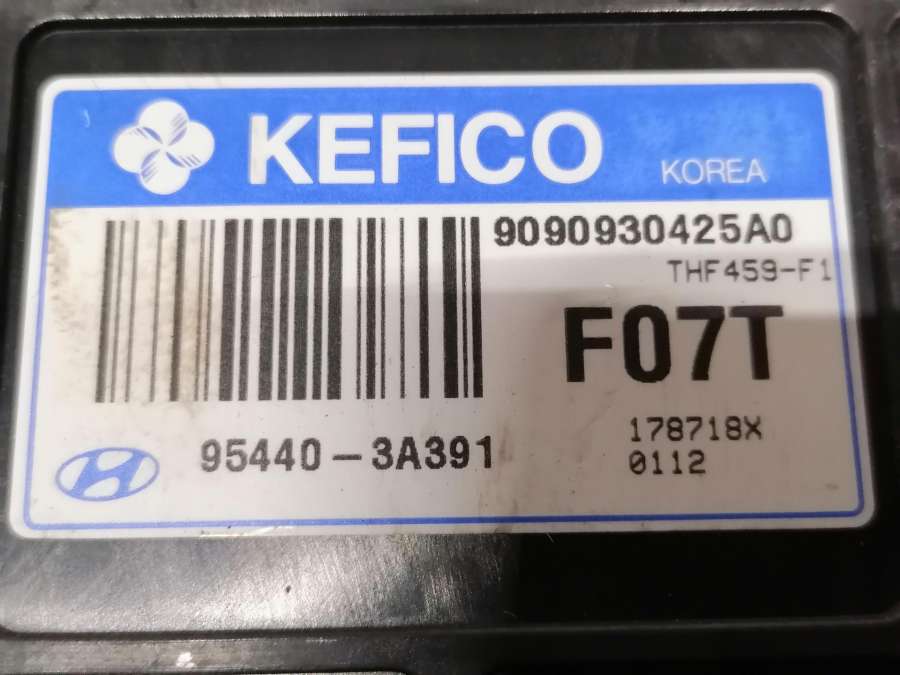 KEFICO KOREA
9090930425A0
THF459-F1
F07T
95440-3A391
178718X
0112